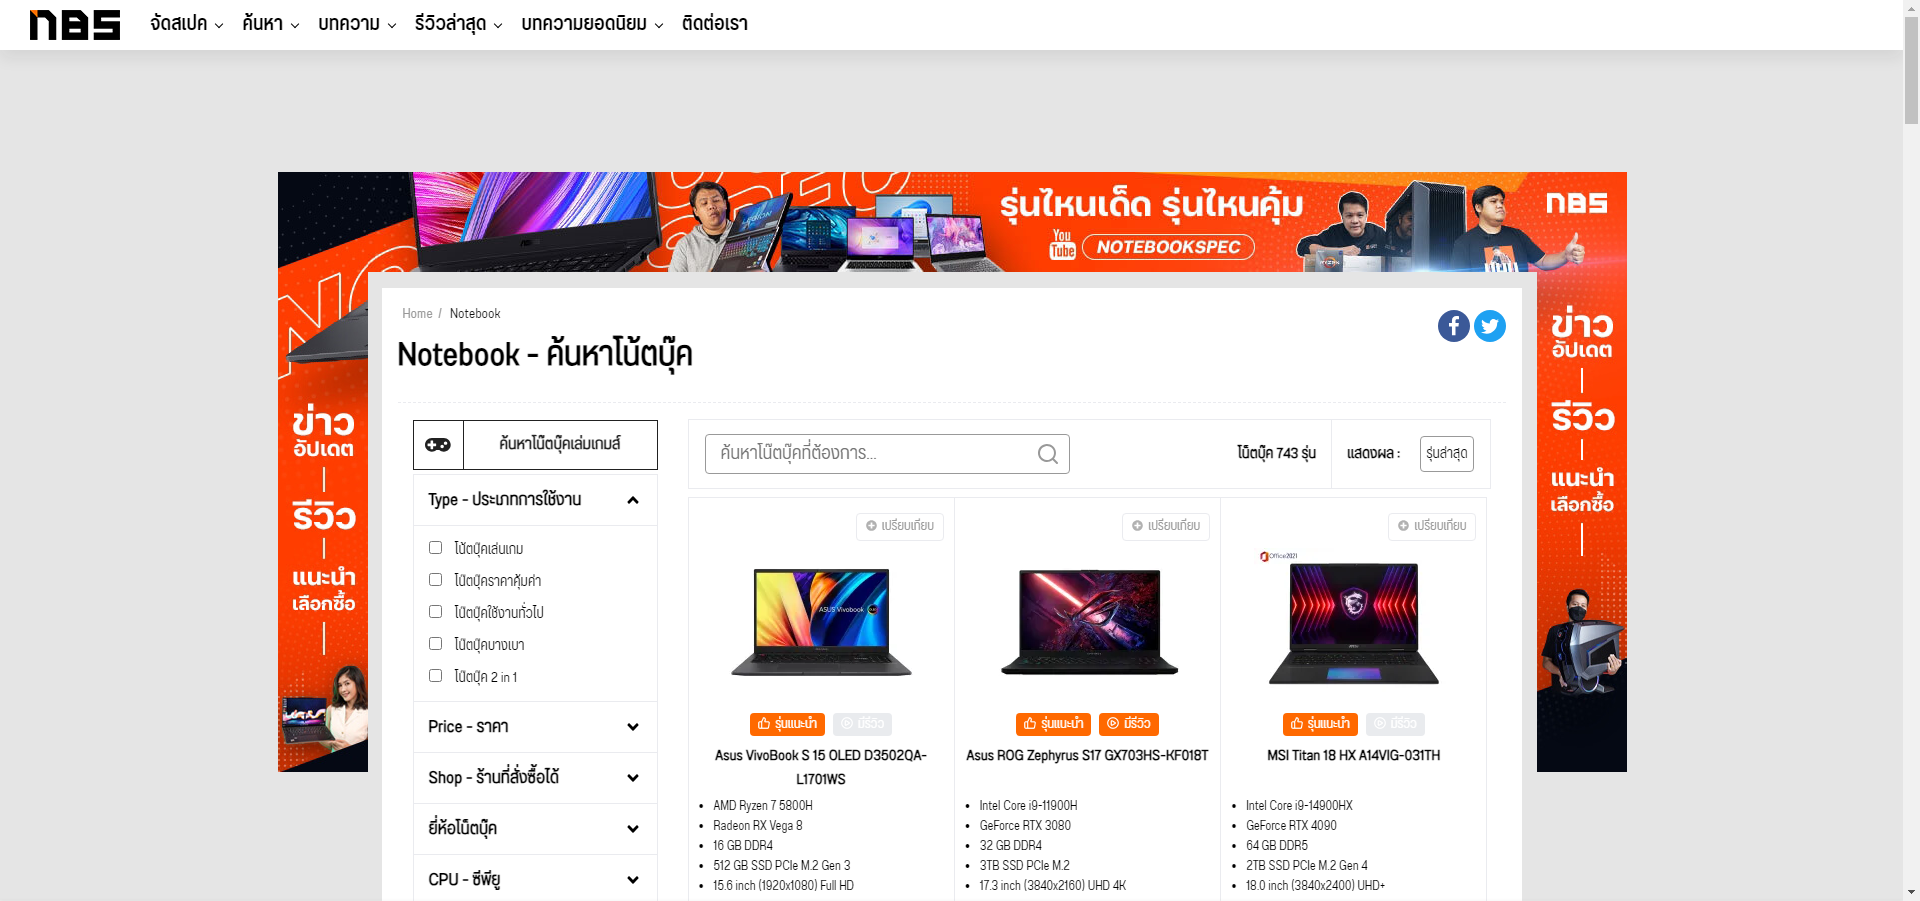 NBS
จัดสเปค
ค้นหา
บทความ
รีวิวล่าสุด
บทความยอดนิยม
ติดต่อเรา
รุ่นไหนเด็ด รุ่นไหนคุ้ม
You Tube NOTEBOOKSPEC
NBS
ข่าว
อัปเดต
รีวิว
แนะนำ
เลือกซื้อ
ข่าว
อัปเดต
รีวิว
แนะนำ
เลือกซื้อ
Home / Notebook
Notebook - ค้นหาโน้ตบุ๊ค
ค้นหาโน๊ตบุ๊คเล่มเกมส์
Type - ประเภทการใช้งาน
โน้ตบุ๊คเล่นเกม
โน๊ตบุ๊คราคาคุ้มค่า
โน๊ตบุ๊คใช้งานทั่วไป
โน๊ตบุ๊คบางเบา
โน๊ตบุ๊ค 2 in 1
Price - ราคา
Shop - ร้านที่สั่งซื้อได้
ยี่ห้อโน็ตบุ๊ค
CPU - ซีพียู
ค้นหาโน๊ตบุ๊คที่ต้องการ...
โน็ตบุ๊ค 743 รุ่น
แสดงผล :
รุ่นล่าสุด
เปรียบเทียบ
ASUS Vivobook
รุ่นแนะนำ
มีรีวิว
Asus VivoBook S 15 OLED D3502QA-
L1701WS
AMD Ryzen 7 5800H
Radeon RX Vega 8
16 GB DDR4
512 GB SSD PCIe M.2 Gen 3
15.6 inch (1920x1080) Full HD
เปรียบเทียบ
รุ่นแนะนำ
มีรีวิว
Asus ROG Zephyrus S17 GX703HS-KF018T
Intel Core i9-11900H
GeForce RTX 3080
32 GB DDR4
3TB SSD PCIe M.2
17.3 inch (3840x2160) UHD 4K
เปรียบเทียบ
Office2021
รุ่นแนะนำ
มีรีวิว
MSI Titan 18 HX A14VIG-031TH
Intel Core i9-14900HX
GeForce RTX 4090
64 GB DDR5
2TB SSD PCIe M.2 Gen 4
18.0 inch (3840x2400) UHD+